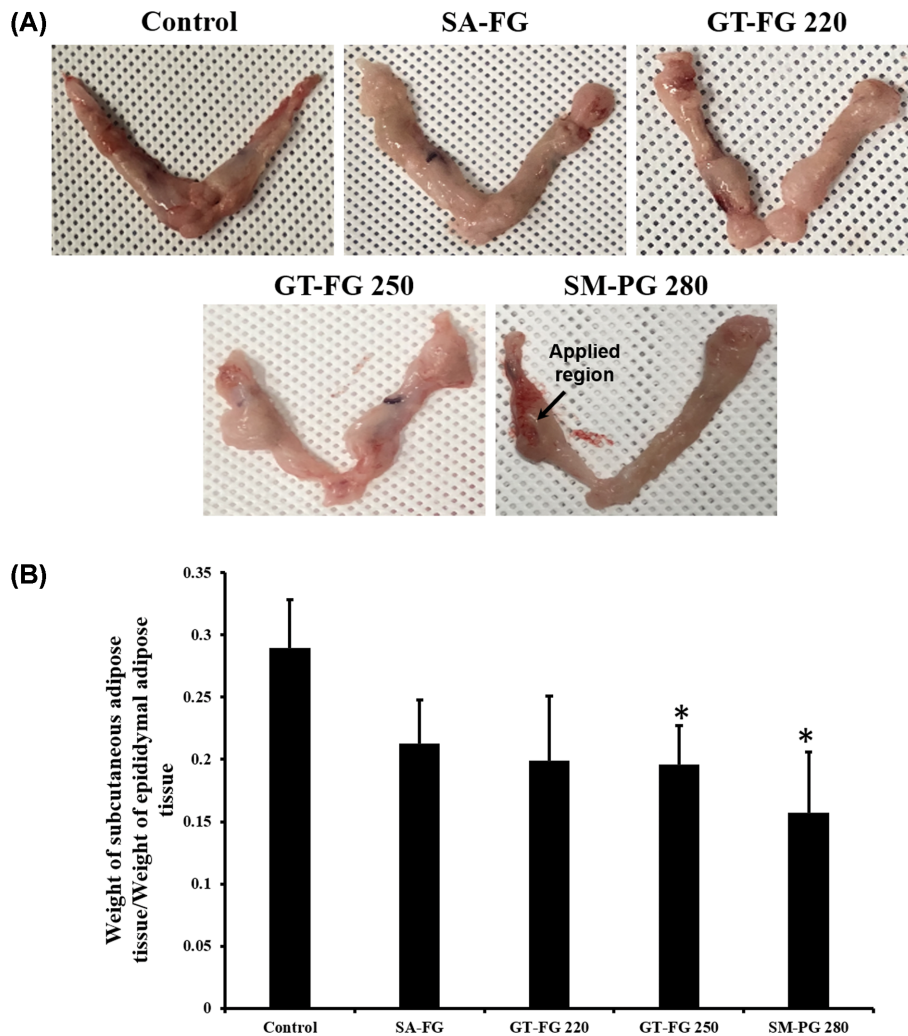 (A)
Control
SA-FG
GT-FG 220
GT-FG 250
SM-PG 280
Applied
region
(B)
Weight of subcutaneous adipose
tissue/Weight of epididymal adipose
tissue
0.35
0.3
0.25
0.2
0.15
0.1
0.05
0
*
*
Control
SA-FG
GT-FG 220
GT-FG 250
SM-PG 280